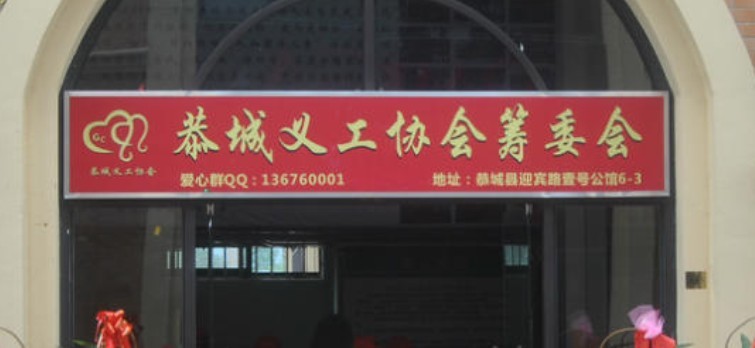 恭城义工协会筹委会
GC
恭城义工协会
爱心群QQ：136760001
地址：恭城县迎宾路壹号公馆6-3